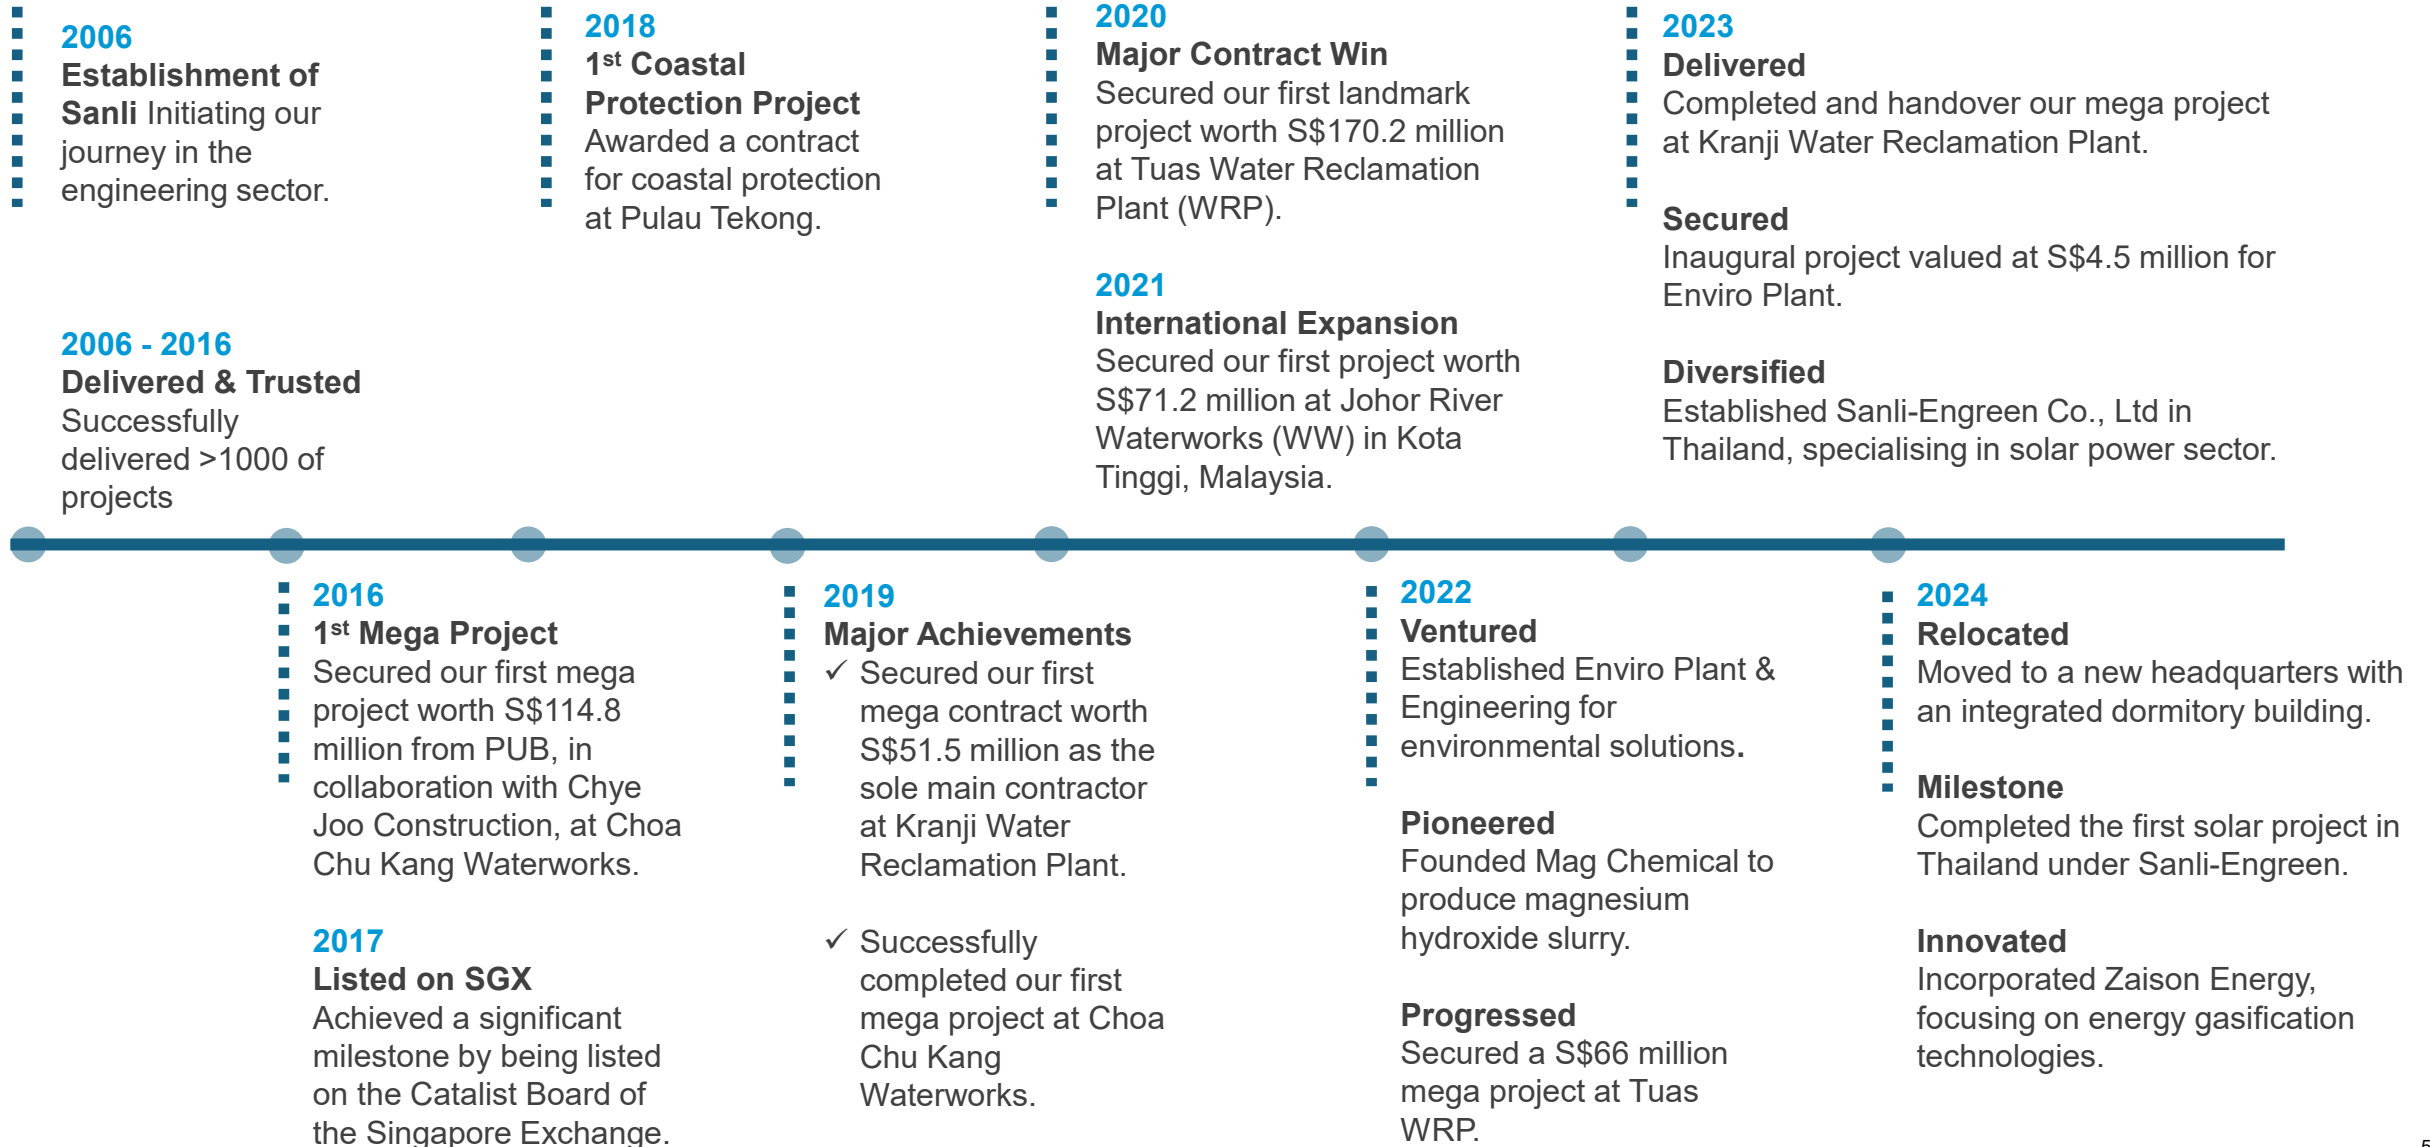 2006
Establishment of
Sanli Initiating our
journey in the
engineering sector.
2006 - 2016
Delivered & Trusted
Successfully
delivered >1000 of
projects
2018
1st Coastal
Protection Project
Awarded a contract
for coastal protection
at Pulau Tekong.
2020
Major Contract Win
Secured our first landmark
project worth S$170.2 million
at Tuas Water Reclamation
Plant (WRP).
2021
International Expansion
Secured our first project worth
S$71.2 million at Johor River
Waterworks (WW) in Kota
Tinggi, Malaysia.
2023
Delivered
Completed and handover our mega project
at Kranji Water Reclamation Plant.
Secured
Inaugural project valued at S$4.5 million for
Enviro Plant.
Diversified
Established Sanli-Engreen Co., Ltd in
Thailand, specialising in solar power sector.
2016
1st Mega Project
Secured our first mega
project worth S$114.8
million from PUB, in
collaboration with Chye
Joo Construction, at Choa
Chu Kang Waterworks.
2017
Listed on SGX
Achieved a significant
milestone by being listed
on the Catalist Board of
the Singapore Exchange.
2019
Major Achievements
✓ Secured our first
mega contract worth
S$51.5 million as the
sole main contractor
at Kranji Water
Reclamation Plant.
✓ Successfully
completed our first
mega project at Choa
Chu Kang
Waterworks.
2022
Ventured
Established Enviro Plant &
Engineering for
environmental solutions.
Pioneered
Founded Mag Chemical to
produce magnesium
hydroxide slurry.
Progressed
Secured a S$66 million
mega project at Tuas
WRP.
2024
Relocated
Moved to a new headquarters with
an integrated dormitory building.
Milestone
Completed the first solar project in
Thailand under Sanli-Engreen.
Innovated
Incorporated Zaison Energy,
focusing on energy gasification
technologies.
5